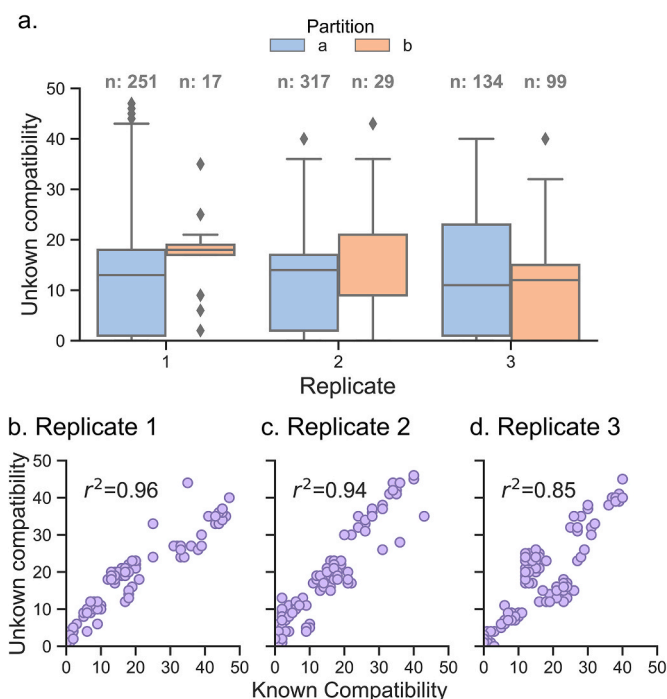 a.
Partition
a b
n: 251 n: 17 n: 317 n: 29 n: 134 n: 99
Unkown compatibility
50
40
30
20
10
0
1 2 3
Replicate
b. Replicate 1 c. Replicate 2 d. Replicate 3
Unkown compatibility
50
40
30
20
10
0
r²=0.96 r²=0.94 r²=0.85
0 10 20 30 40 50 0 10 20 30 40 50 0 10 20 30 40 50
Known Compatibility